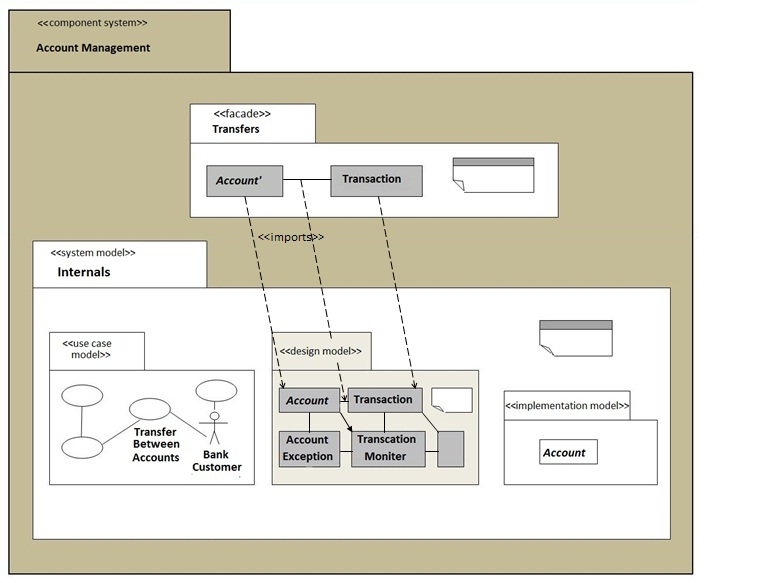 <<component system>>
Account Management
<<facade>>
Transfers
Account'
Transaction
<<imports>>
<<system model>>
Internals
<<use case
model>>
Transfer
Between
Accounts
Bank
Customer
<<design model>>
Account
Transaction
Account
Exception
Transcation
Moniter
<<implementation model>>
Account